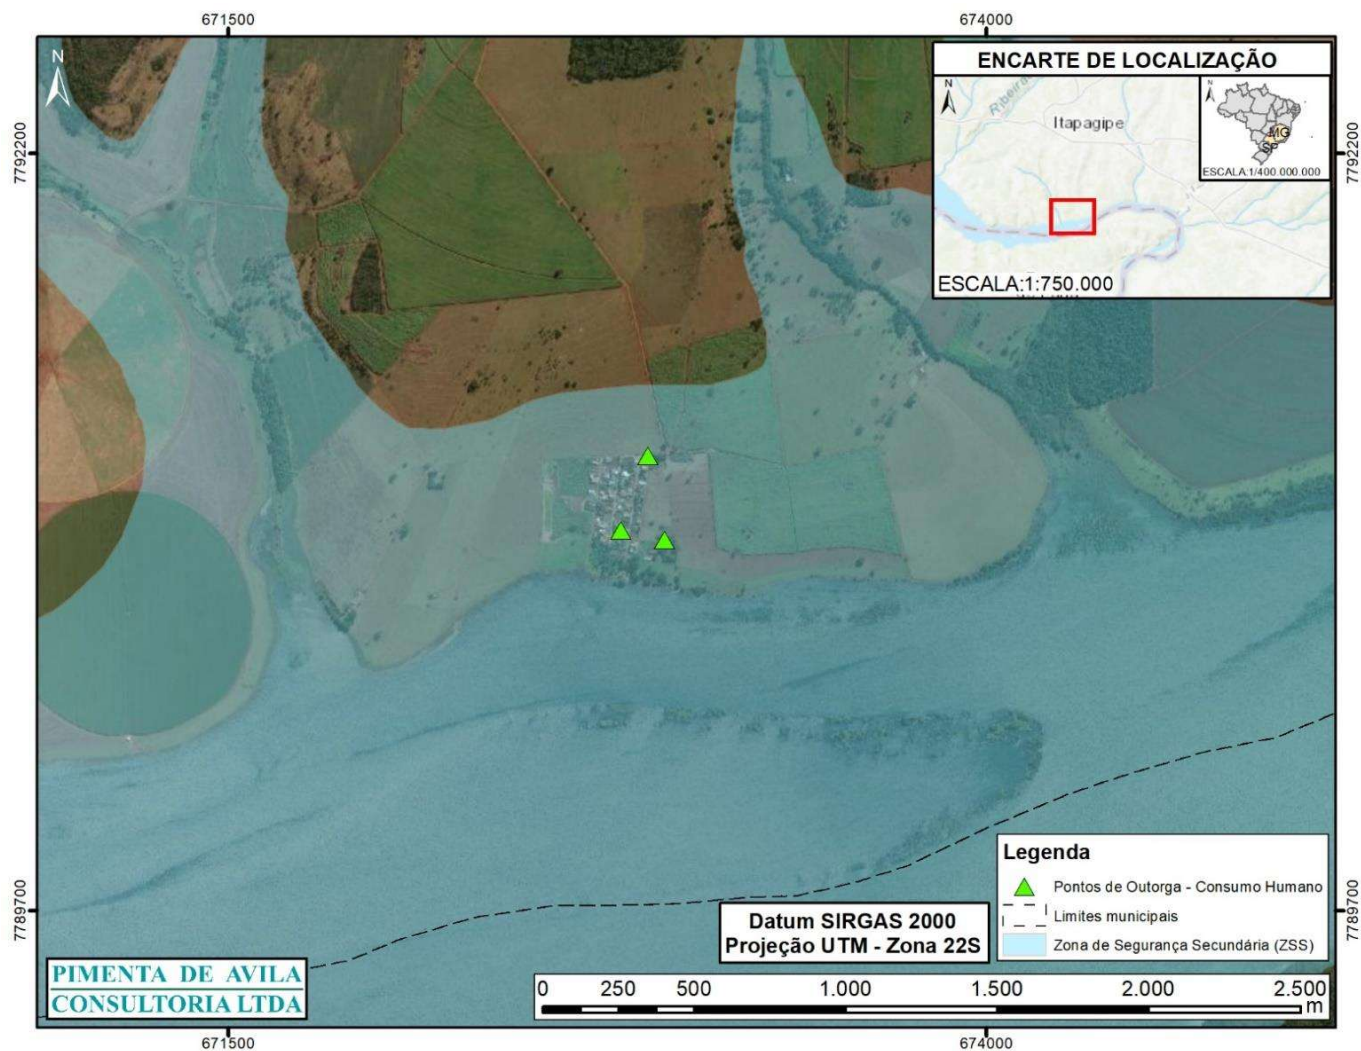 671500
674000
N
ENCARTE DE LOCALIZAÇÃO
N
Itapagipe
N
MG
SP
ESCALA:1/400.000.000
ESCALA:1:750.000
7792200
7792200
7789700
7789700
Legenda
Pontos de Outorga - Consumo Humano
Limites municipais
Zona de Segurança Secundária (ZSS)
Datum SIRGAS 2000
Projeção UTM - Zona 22S
PIMENTA DE AVILA
CONSULTORIA LTDA
0 250 500 1.000 1.500 2.000 2.500
m
671500
674000